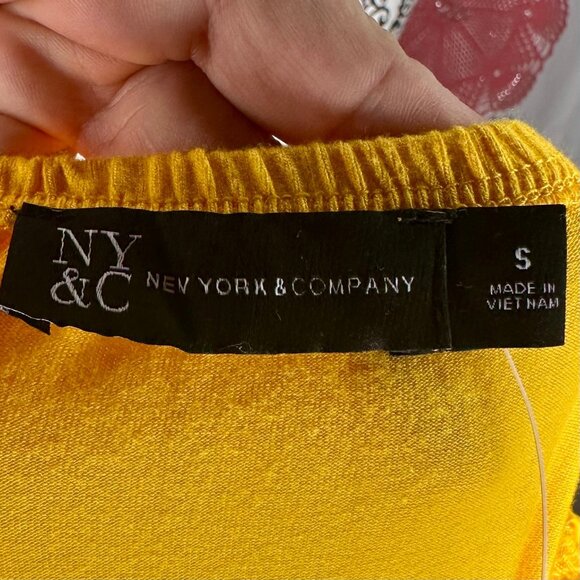 NY
&C
NEW YORK & COMPANY
S
MADE IN
VIETNAM